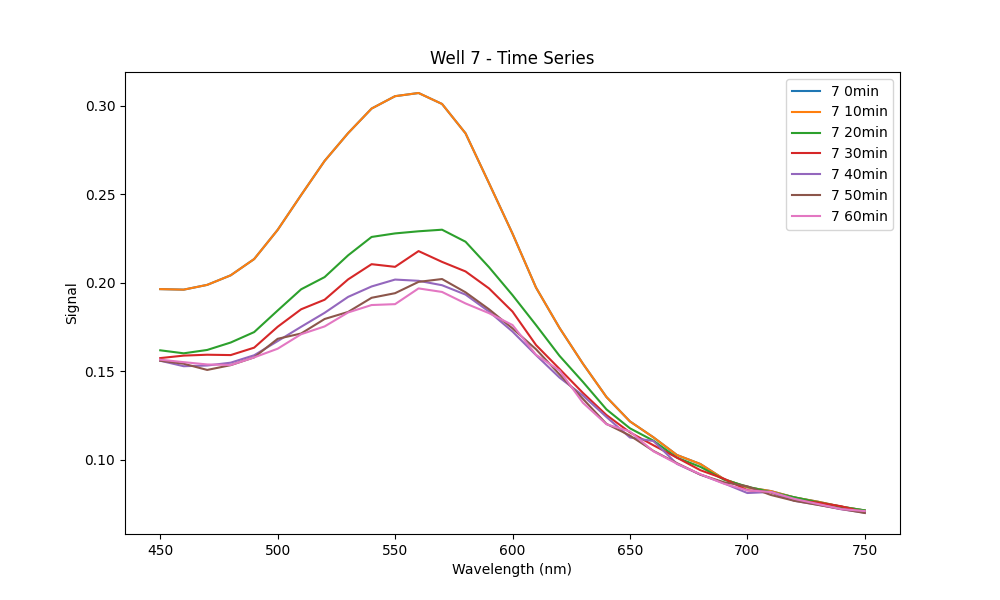 Well 7 - Time Series
Signal
0.30
0.25
0.20
0.15
0.10
7 0min
7 10min
7 20min
7 30min
7 40min
7 50min
7 60min
450 500 550 600 650 700 750
Wavelength (nm)